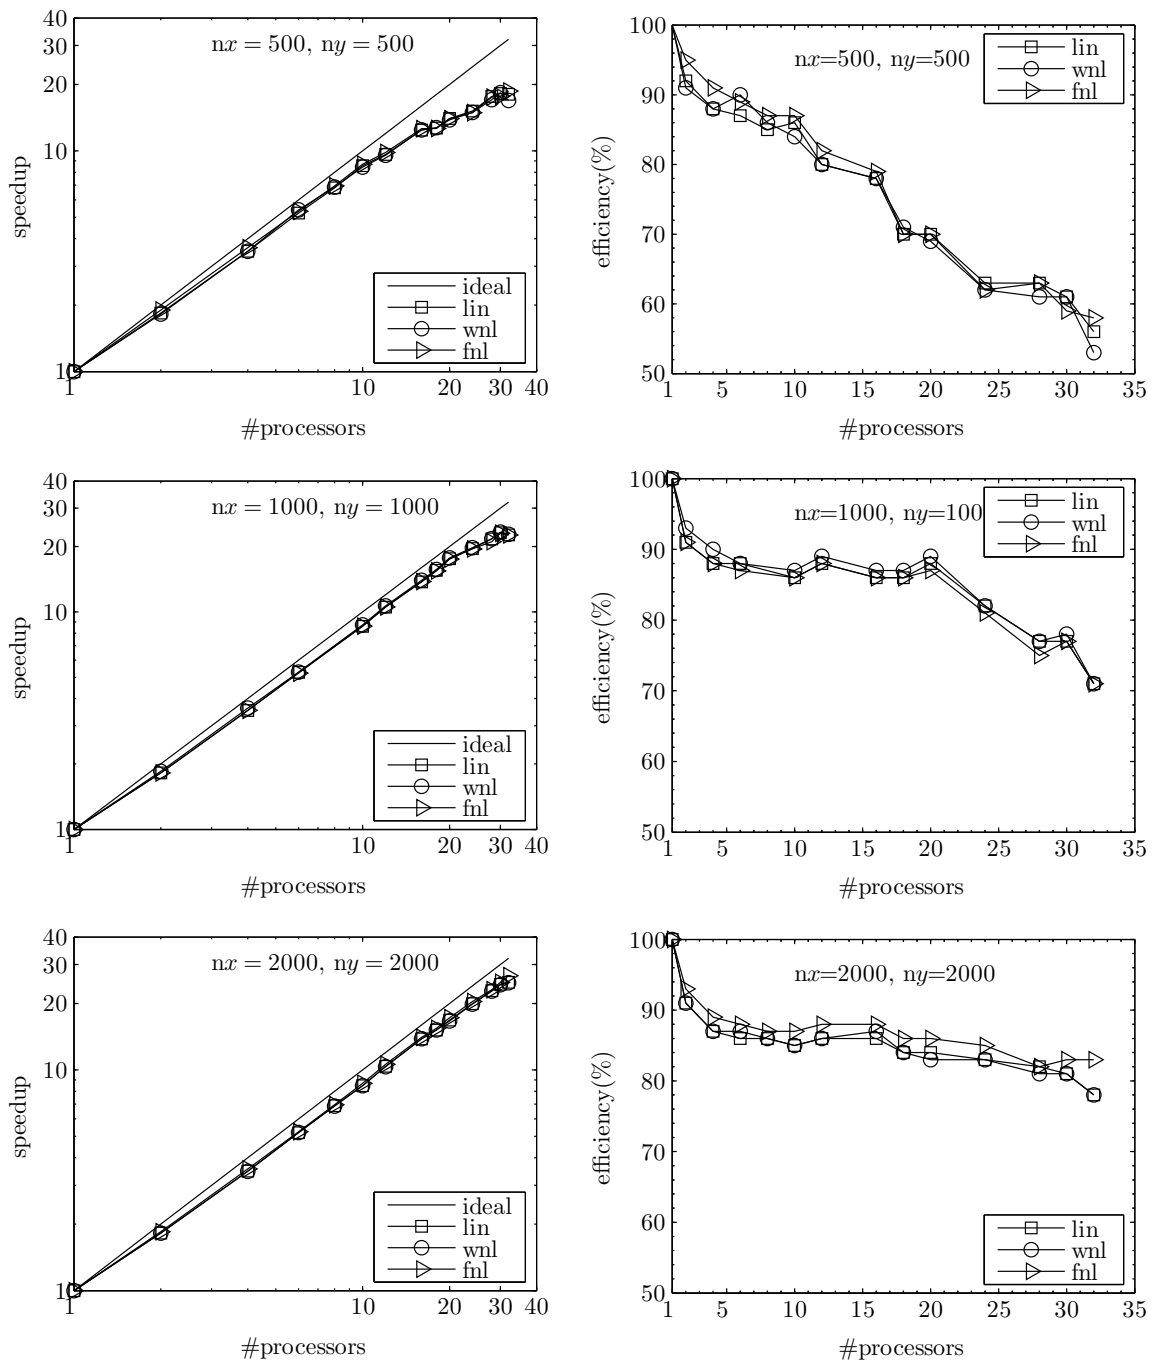 40
30
20
10
1
1
10
20
30
40
speedup
#processors
nx = 500, ny = 500
ideal
lin
wnl
fnl
100
90
80
70
60
50
1
5
10
15
20
25
30
35
efficiency(%)
#processors
nx=500, ny=500
lin
wnl
fnl
40
30
20
10
1
1
10
20
30
40
speedup
#processors
nx = 1000, ny = 1000
ideal
lin
wnl
fnl
100
90
80
70
60
50
1
5
10
15
20
25
30
35
efficiency(%)
#processors
nx=1000, ny=100
lin
wnl
fnl
40
30
20
10
1
1
10
20
30
40
speedup
#processors
nx = 2000, ny = 2000
ideal
lin
wnl
fnl
100
90
80
70
60
50
1
5
10
15
20
25
30
35
efficiency(%)
#processors
nx=2000, ny=2000
lin
wnl
fnl